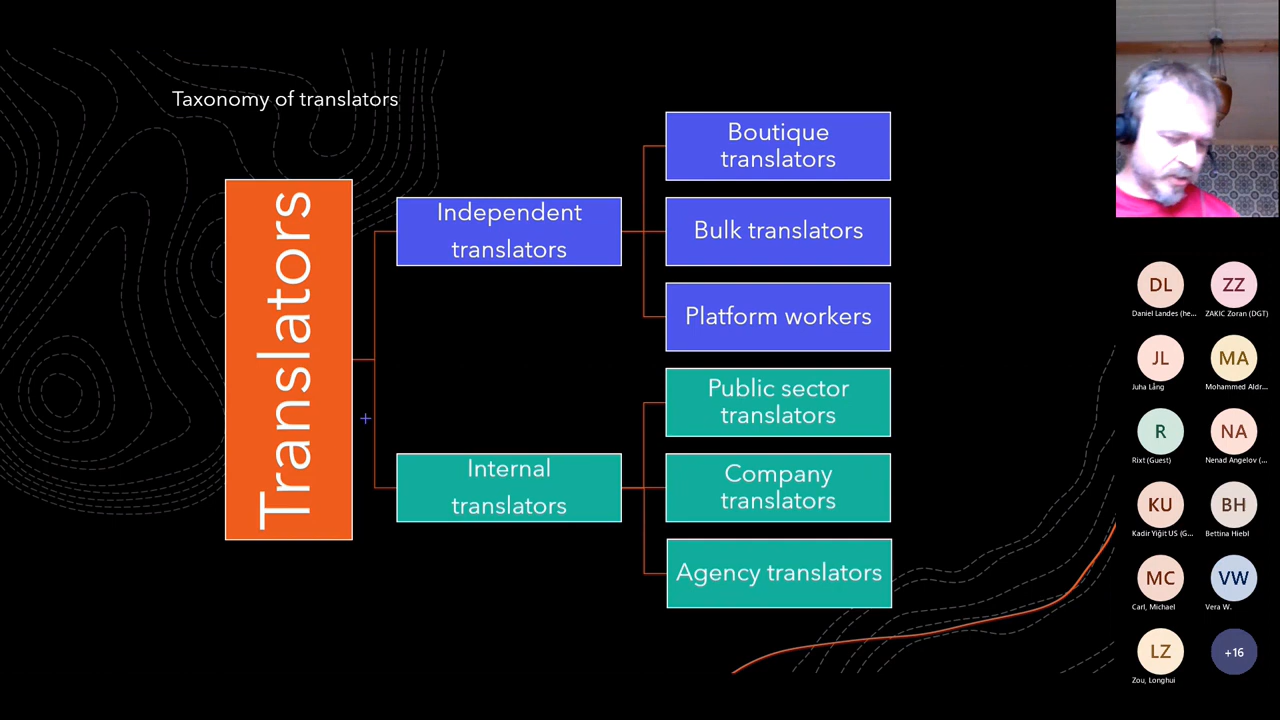 Taxonomy of translators
Translators
Independent
translators
Internal
translators
Boutique
translators
Bulk translators
Platform workers
Public sector
translators
Company
translators
Agency translators
DL
Daniel Landes (he...
ZZ
ZAKIC Zoran (DGT)
JL
Juha Lång
MA
Mohammed Aldr...
R
Rixt (Guest)
NA
Nenad Angelov (...
KU
Kadir Yiğit US (G...
BH
Bettina Hiebl
MC
Carl, Michael
VW
Vera W.
LZ
Zou, Longhui
+16